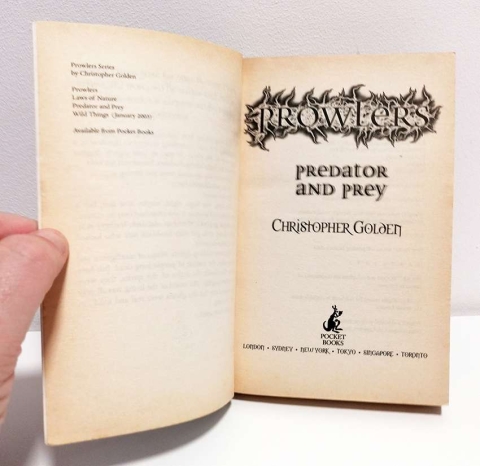 Prowlers Series
by Christopher Golden
Prowlers
Laws of Nature
Predator and Prey
Wild Things (January 2003)
Available from Pocket Books
PROWLERS
PREDATOR
AND PREY
CHRISTOPHER GOLDEN
POCKET
BOOKS
LONDON • SYDNEY • NEW YORK • TOKYO • SINGAPORE • TORONTO